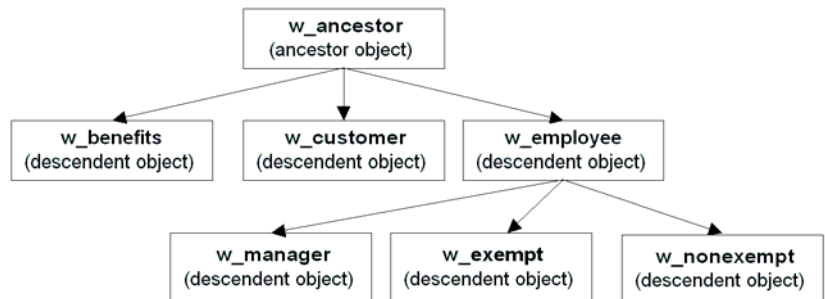 w_ancestor
(ancestor object)
w_benefits
(descendent object)
w_customer
(descendent object)
w_employee
(descendent object)
w_manager
(descendent object)
w_exempt
(descendent object)
w_nonexempt
(descendent object)